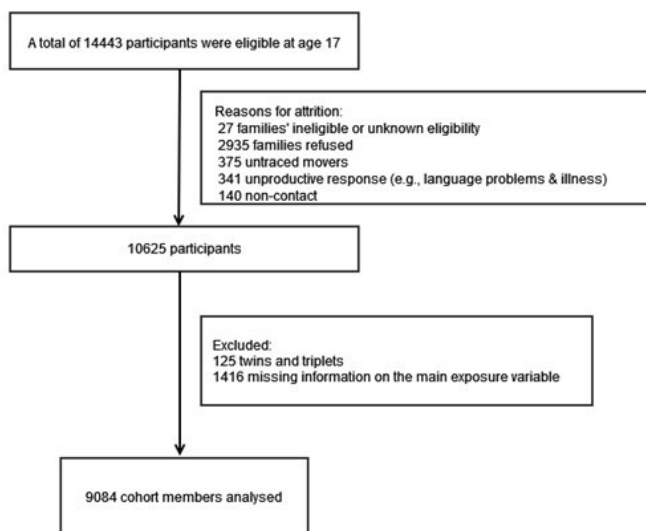 A total of 14443 participants were eligible at age 17
Reasons for attrition:
27 families' ineligible or unknown eligibility
2935 families refused
375 untraced movers
341 unproductive response (e.g., language problems & illness)
140 non-contact
10625 participants
Excluded:
125 twins and triplets
1416 missing information on the main exposure variable
9084 cohort members analysed